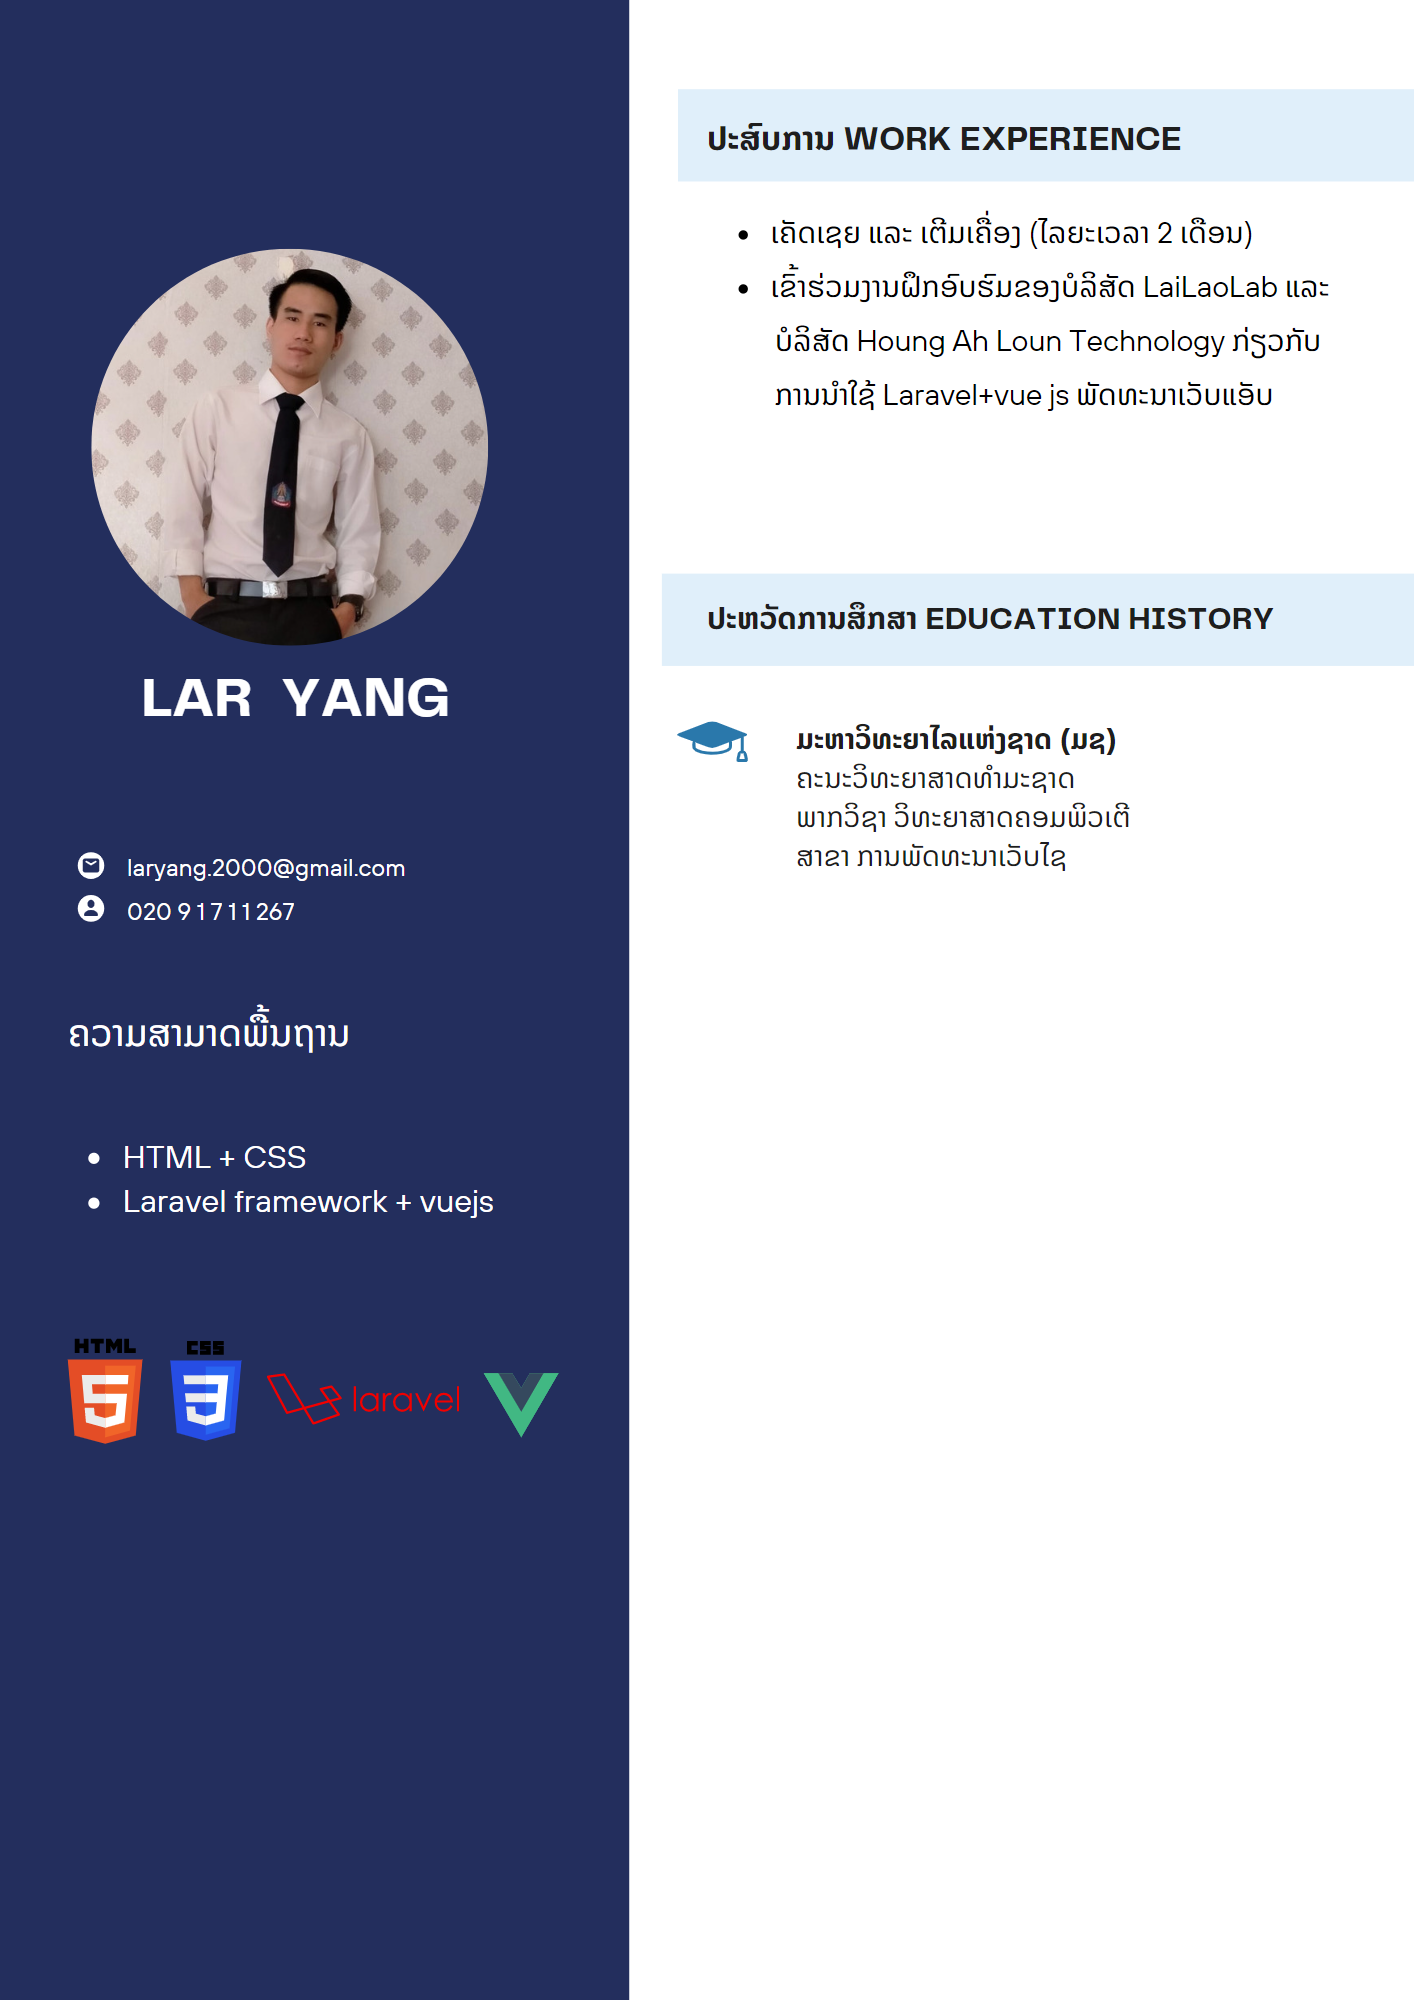 LAR YANG
laryang.2000@gmail.com
020 91711267
ຄວາມສາມາດພື້ນຖານ
HTML + CSS
Laravel framework + vuejs
HTML
CSS
laravel
ປະສົບການ WORK EXPERIENCE
ເຄັດເຊຍ ແລະ ເຕີມເຄື່ອງ (ໄລຍະເວລາ 2 ເດືອນ)
ເຂົ້າຮ່ວມງານຝຶກອົບຮົມຂອງບໍລິສັດ LaiLaoLab ແລະ
ບໍລິສັດ Houng Ah Loun Technology ກ່ຽວກັບ
ການນຳໃຊ້ Laravel+vue js ພັດທະນາເວັບແອັບ
ປະຫວັດການສຶກສາ EDUCATION HISTORY
ມະຫາວິທະຍາໄລແຫ່ງຊາດ (ມຊ)
ຄະນະວິທະຍາສາດທຳມະຊາດ
ພາກວິຊາ ວິທະຍາສາດຄອມພິວເຕີ
ສາຂາ ການພັດທະນາເວັບໄຊ